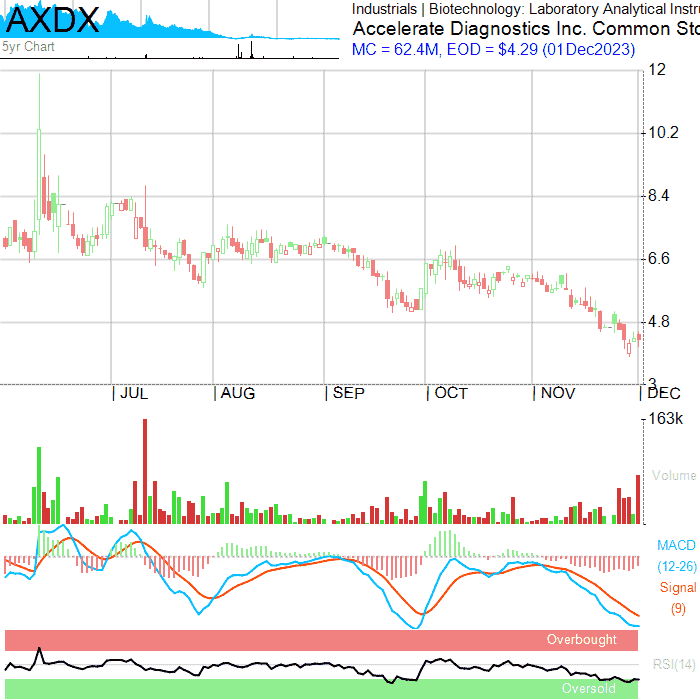 AXDX
5yr Chart
Industrials | Biotechnology: Laboratory Analytical Instru
Accelerate Diagnostics Inc. Common Sto
MC = 62.4M, EOD = $4.29 (01Dec2023)
12
10.2
8.4
6.6
4.8
3
JUL AUG SEP OCT NOV DEC
163k
Volume
MACD
(12-26)
Signal
(9)
Overbought
RSI(14)
Oversold